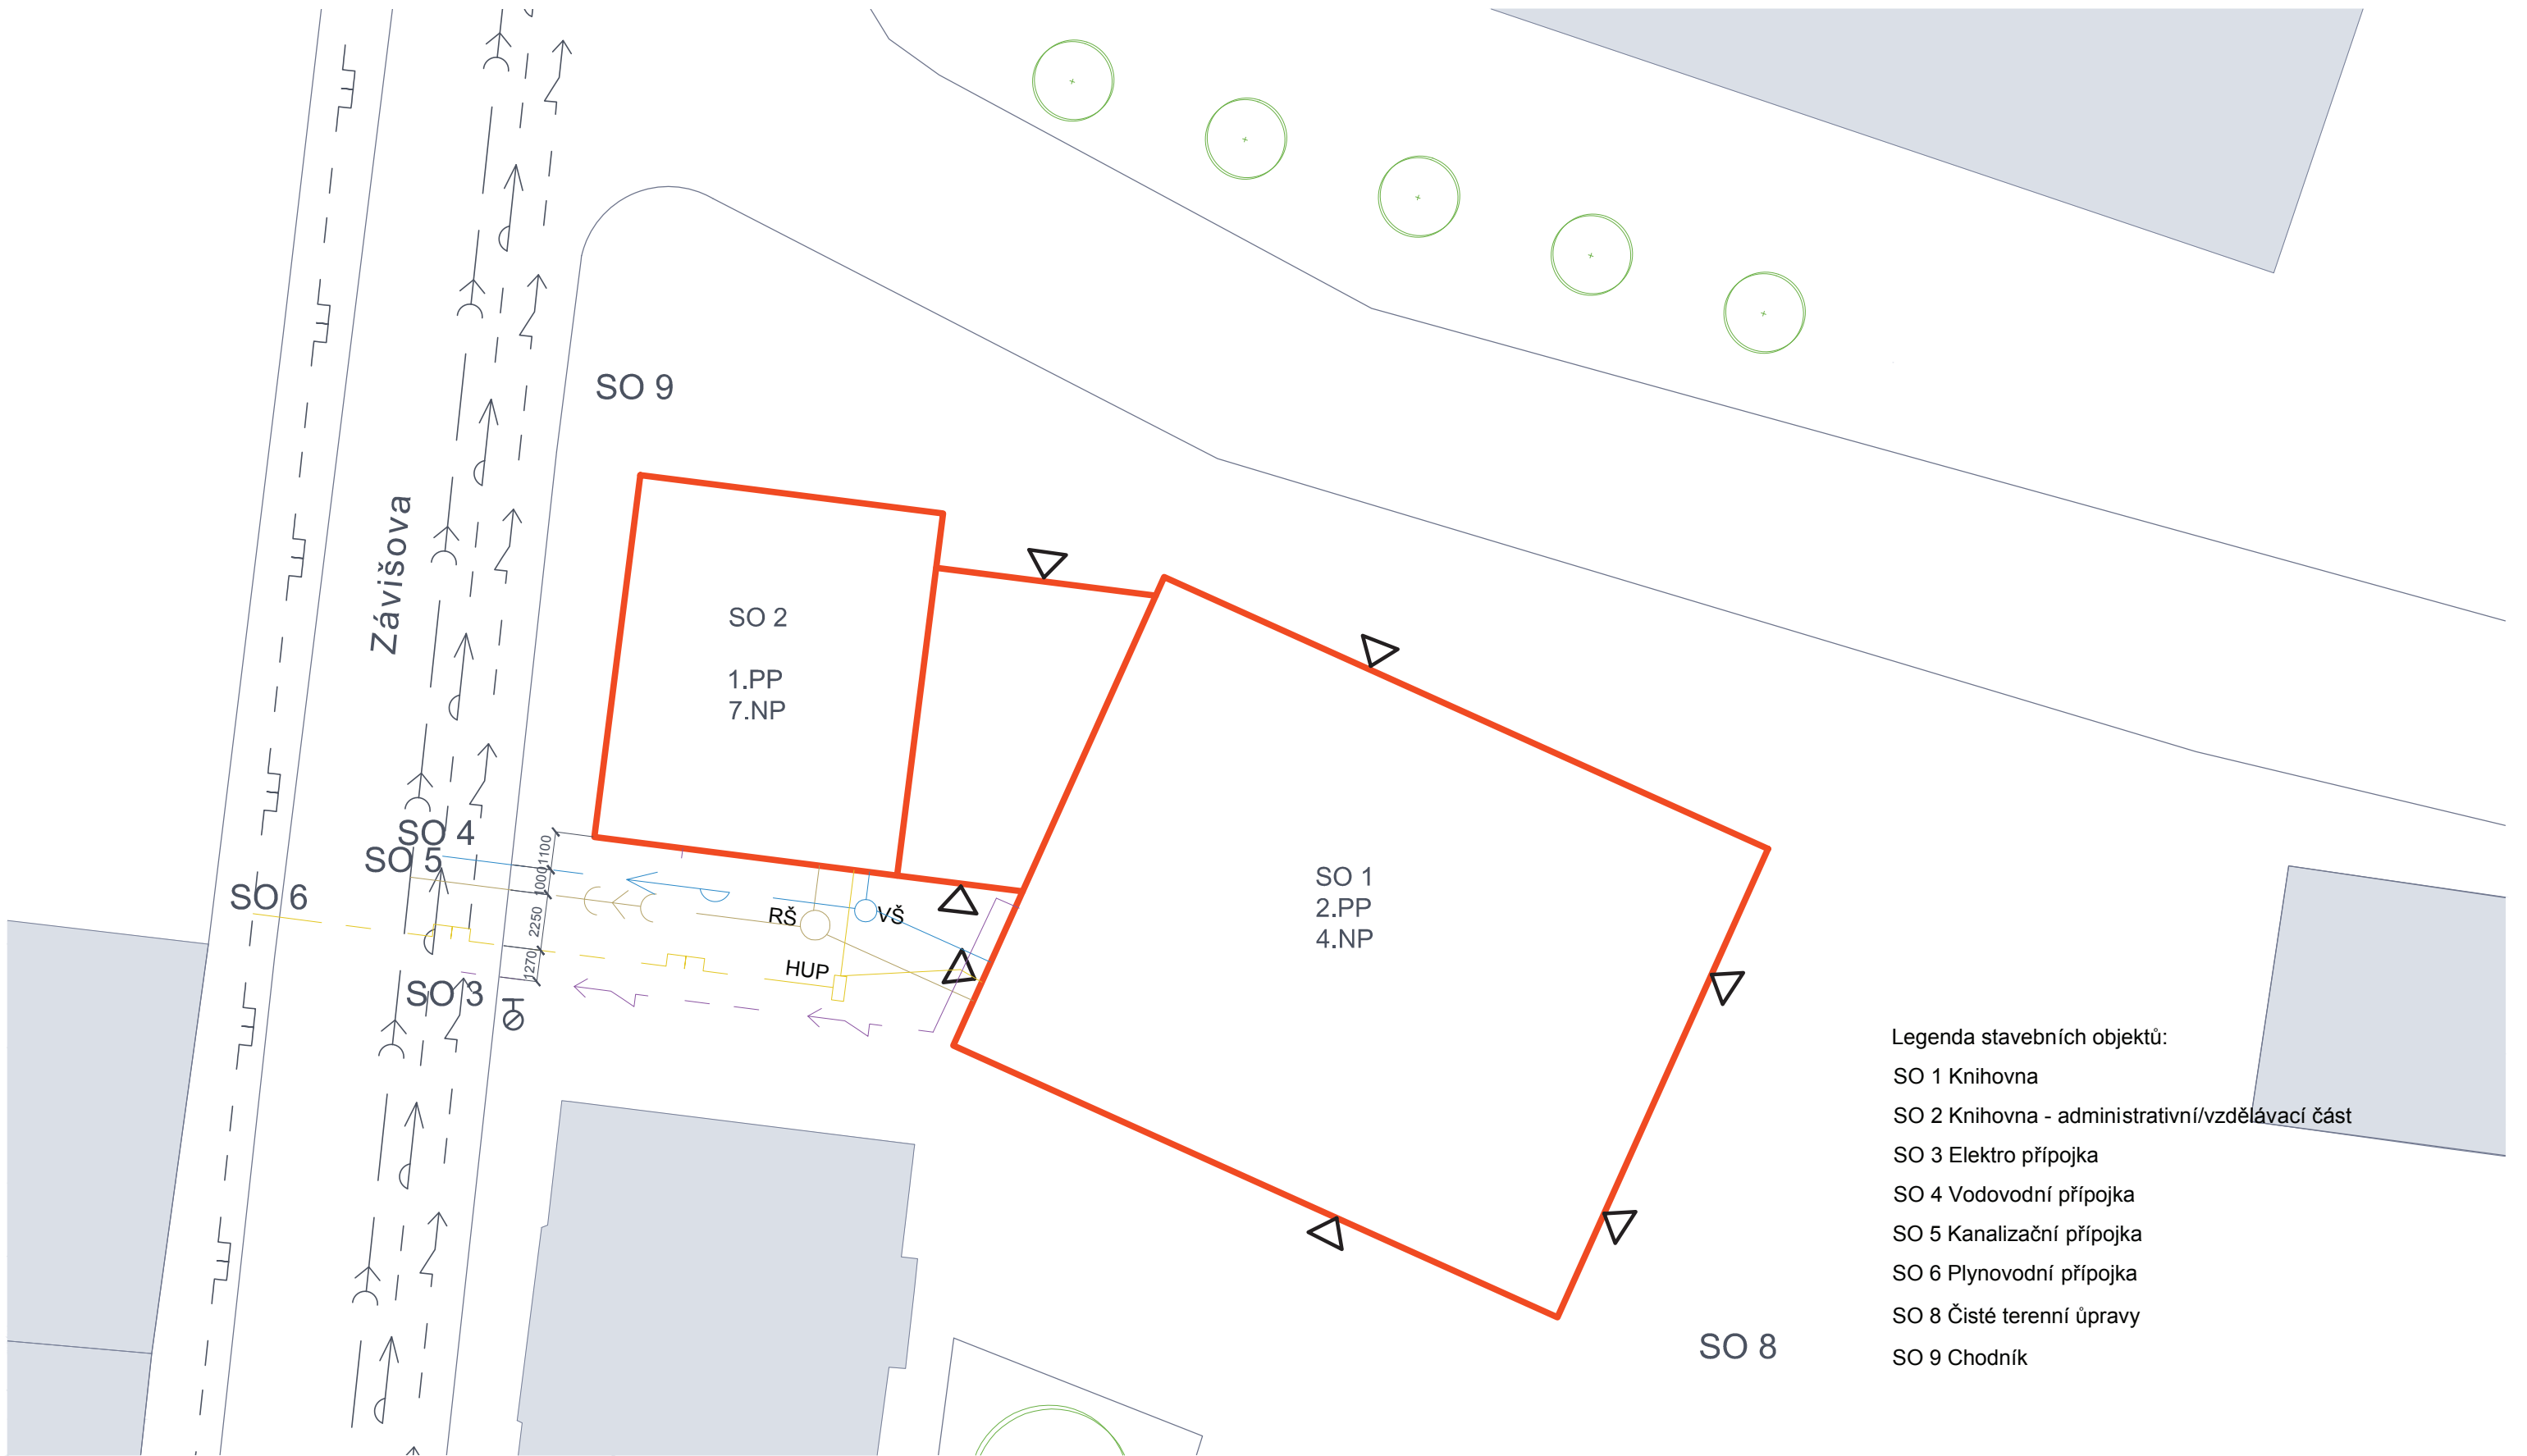 SO 9
Závišova
SO 2
1.PP
7.NP
SO 4
SO 5
SO 6
SO 3
1100
1000
2250
1270
RŠ
VŠ
HUP
SO 1
2.PP
4.NP
SO 8
Legenda stavebních objektů:
SO 1 Knihovna
SO 2 Knihovna - administrativní/vzdělávací část
SO 3 Elektro přípojka
SO 4 Vodovodní přípojka
SO 5 Kanalizační přípojka
SO 6 Plynovodní přípojka
SO 8 Čisté terenní ůpravy
SO 9 Chodník